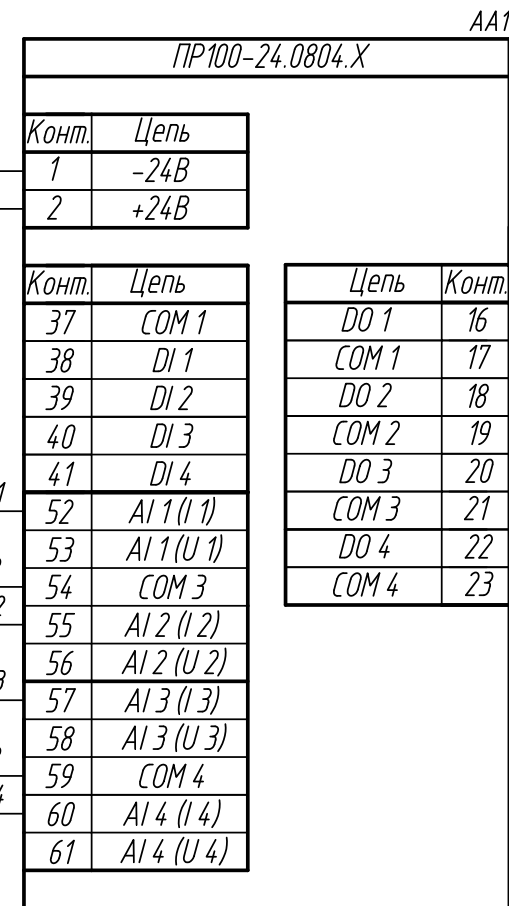 АА1
ПР100-24.0804.Х
Конт. Цепь
1 -24В
2 +24В
Конт. Цепь
37 COM 1
38 DI 1
39 DI 2
40 DI 3
41 DI 4
52 AI 1 (I 1)
53 AI 1 (U 1)
54 COM 3
55 AI 2 (I 2)
56 AI 2 (U 2)
57 AI 3 (I 3)
58 AI 3 (U 3)
59 COM 4
60 AI 4 (I 4)
61 AI 4 (U 4)
Цепь Конт.
DO 1 16
COM 1 17
DO 2 18
COM 2 19
DO 3 20
COM 3 21
DO 4 22
COM 4 23